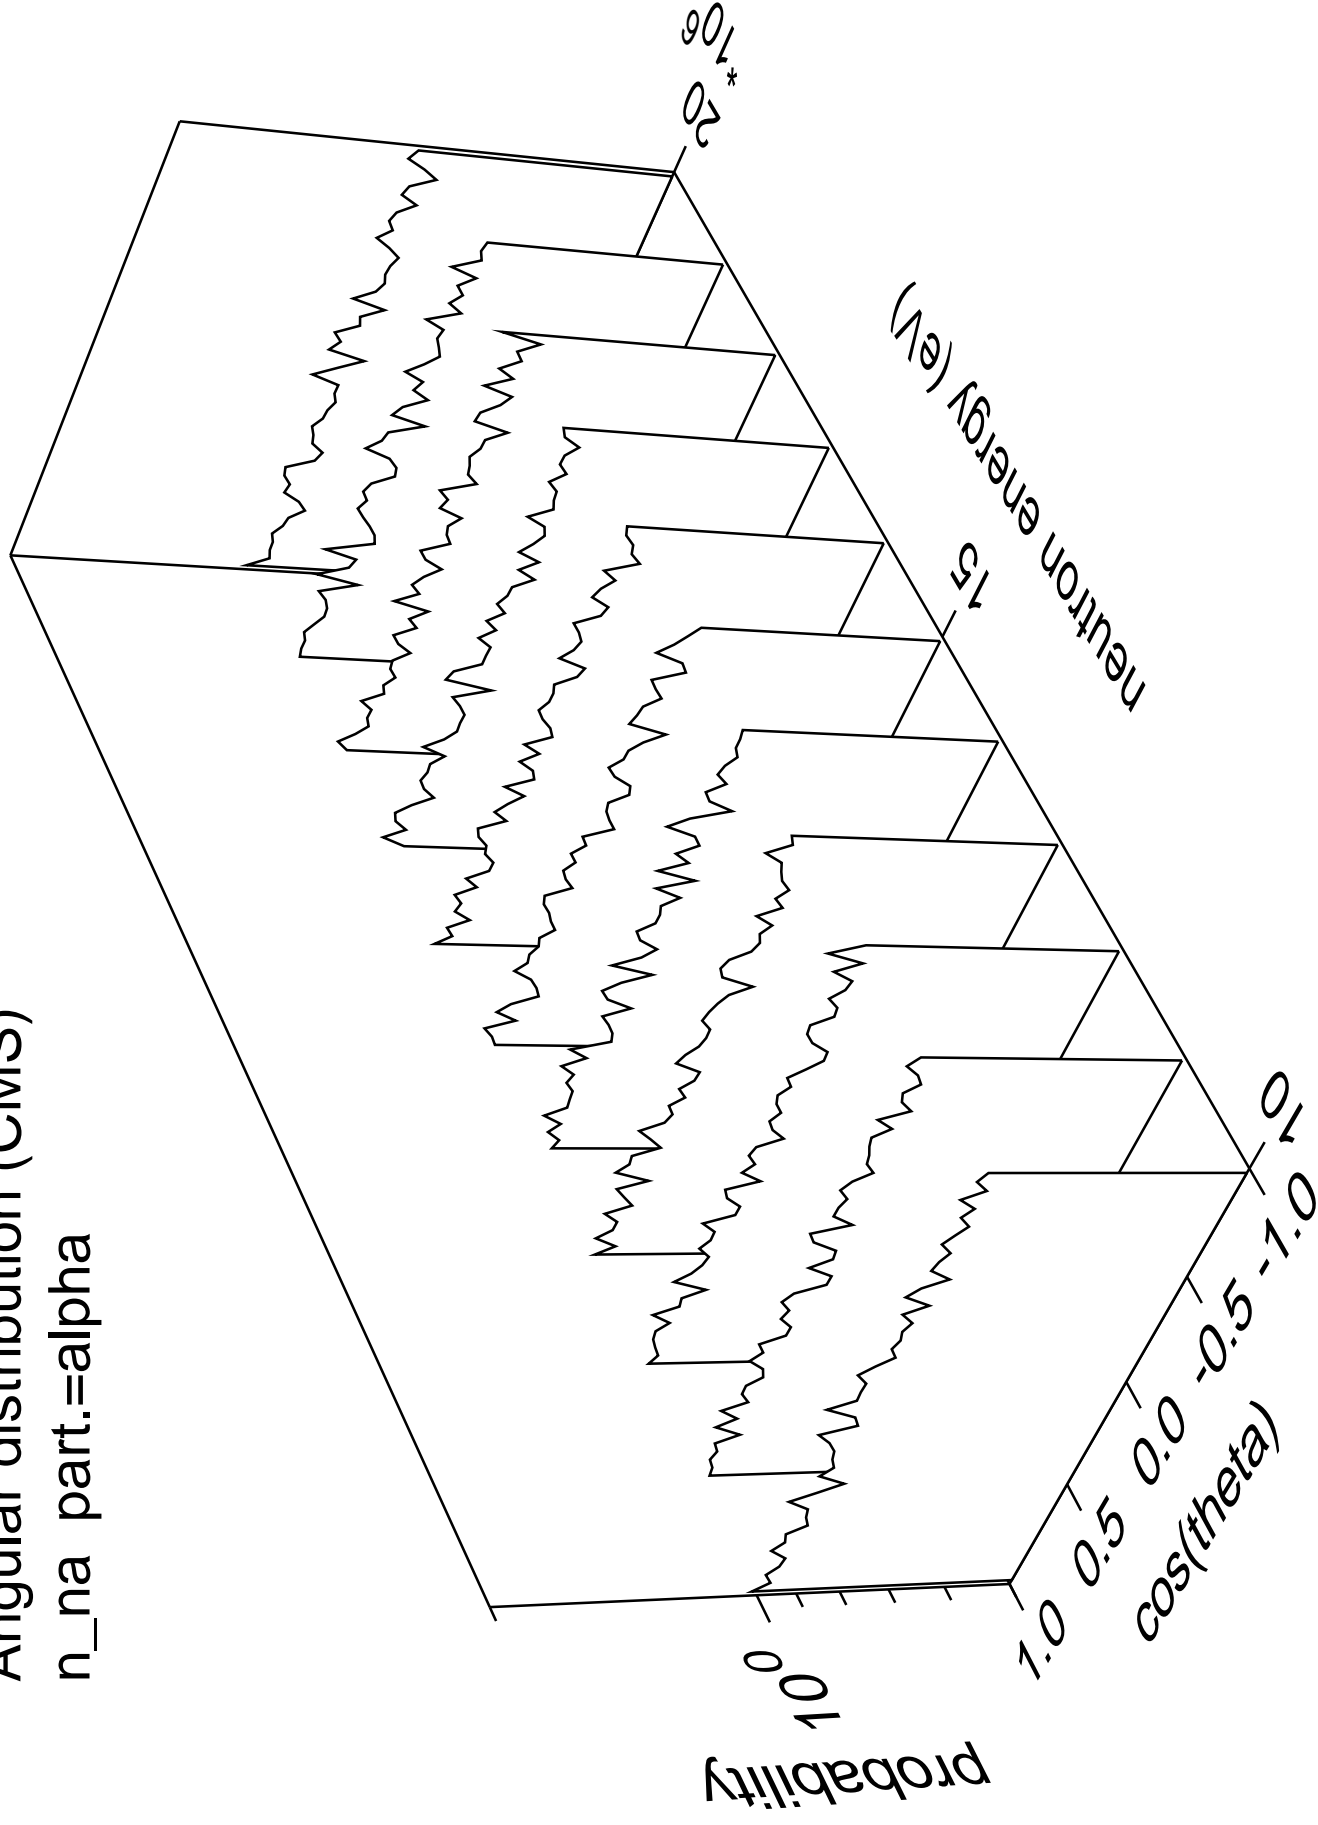 Angular distribution (CMS)
n_na part.=alpha
probability
10 0
1.0 0.5 0.0 -0.5 -1.0
cos(theta)
10 15 20
* 10 6
neutron energy (eV)